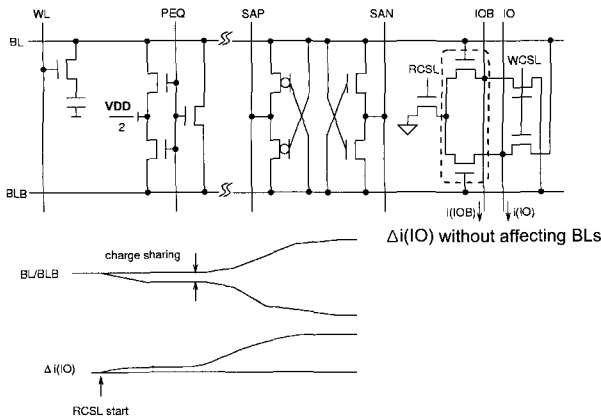 WL PEQ SAP SAN IOB IO
BL
RCSL WCSL
VDD
2
BLB
i(IOB) i(IO)
Δi(IO) without affecting BLs
charge sharing
BL/BLB
Δ i(IO)
RCSL start